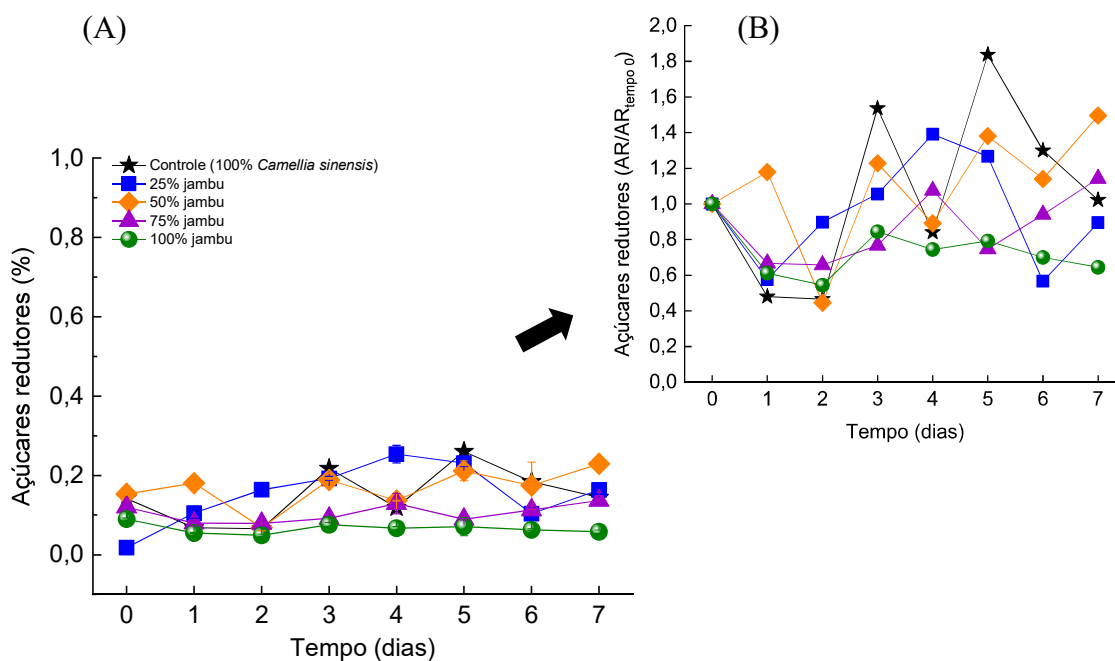 (A)
Açúcares redutores (%)
1,0
0,8
0,6
0,4
0,2
0,0
Controle (100% Camellia sinensis)
25% jambu
50% jambu
75% jambu
100% jambu
0 1 2 3 4 5 6 7
Tempo (dias)
(B)
Açúcares redutores (AR/ARtempo 0)
2,0
1,8
1,6
1,4
1,2
1,0
0,8
0,6
0,4
0,2
0,0
0 1 2 3 4 5 6 7
Tempo (dias)